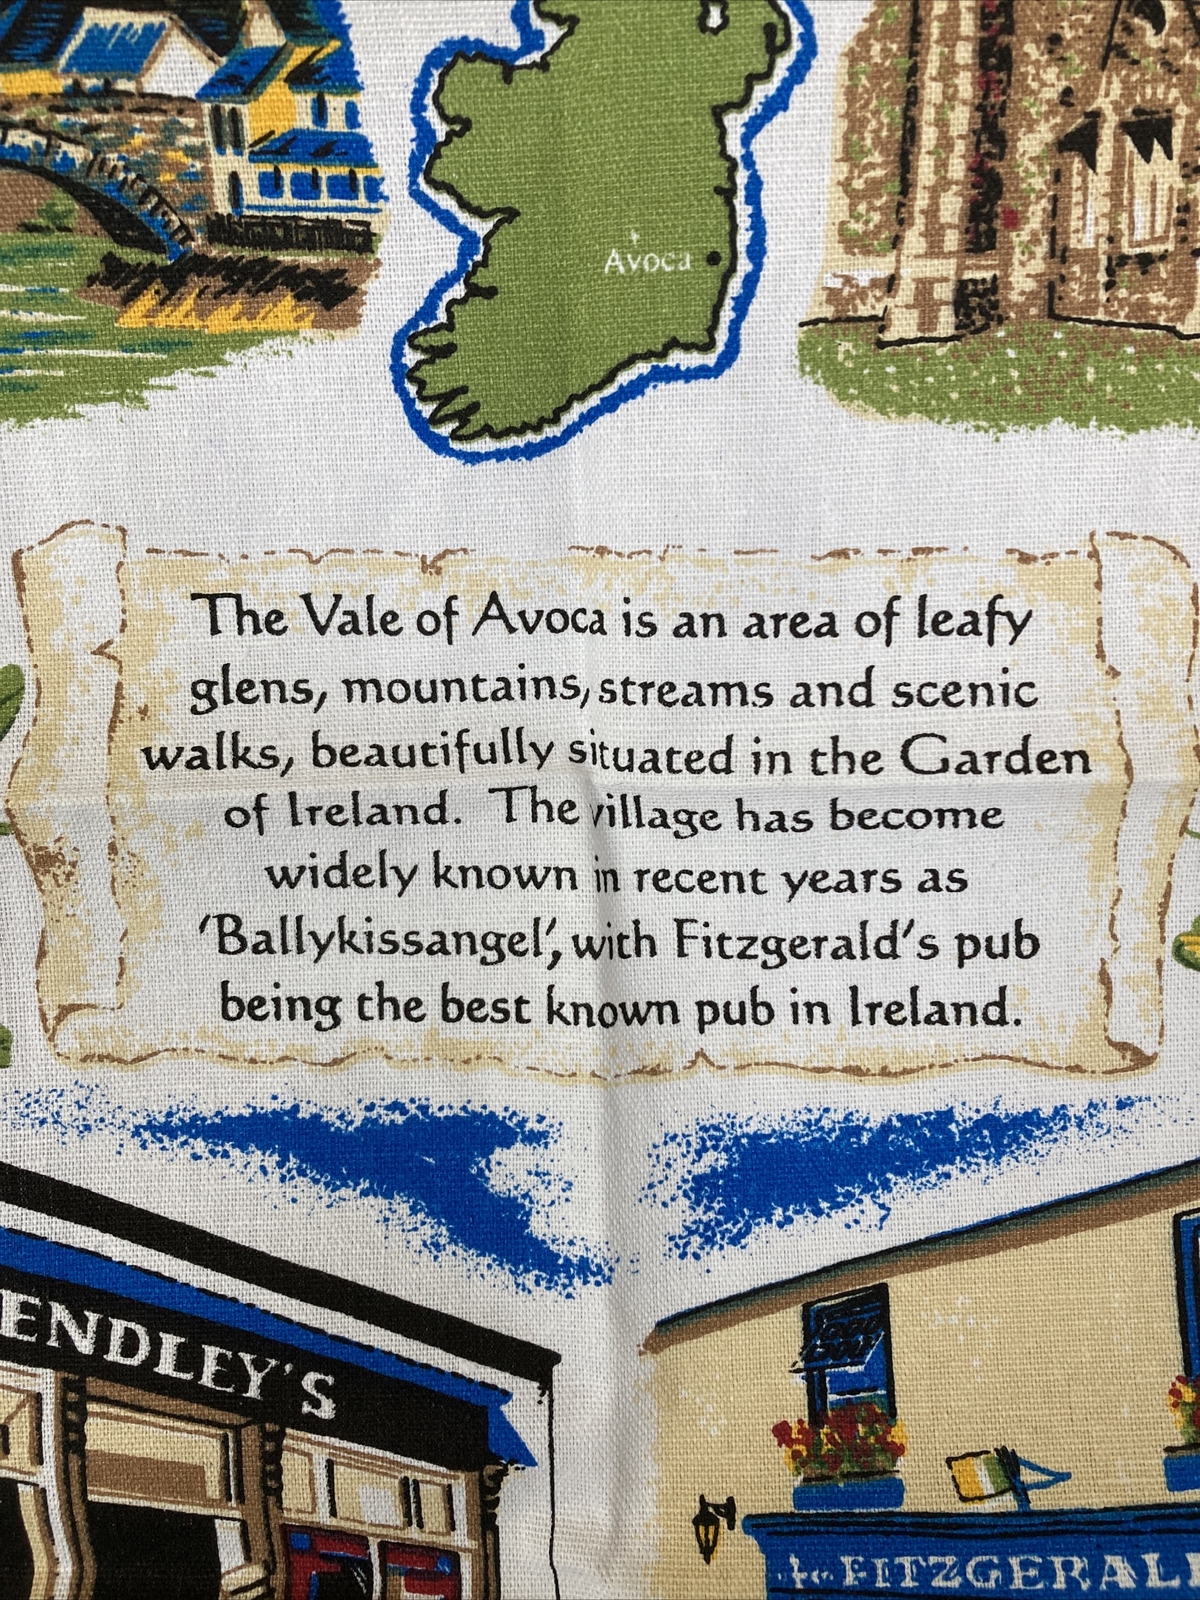 Avoca
The Vale of Avoca is an area of leafy
glens, mountains, streams and scenic
walks, beautifully situated in the Garden
of Ireland. The village has become
widely known in recent years as
'Ballykissangel', with Fitzgerald's pub
being the best known pub in Ireland.
ENDLEY'S
FITZGERAL